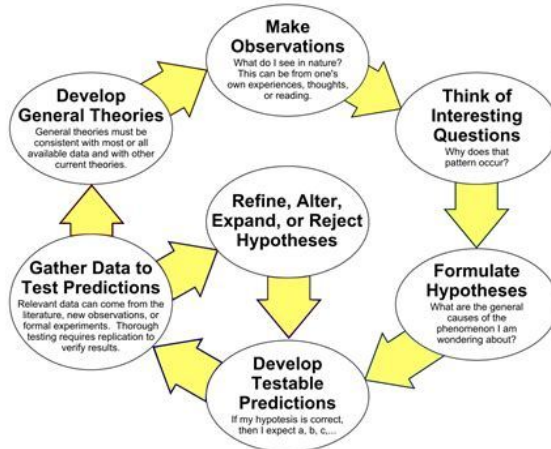 Make
Observations
What do I see in nature?
This can be from one's
own experiences, thoughts,
or reading.
Think of
Interesting
Questions
Why does that
pattern occur?
Formulate
Hypotheses
What are the general
causes of the
phenomenon I am
wondering about?
Develop
Testable
Predictions
If my hypotesis is correct,
then I expect a, b, c,...
Gather Data to
Test Predictions
Relevant data can come from the
literature, new observations, or
formal experiments. Thorough
testing requires replication to
verify results.
Refine, Alter,
Expand, or Reject
Hypotheses
Develop
General Theories
General theories must be
consistent with most or all
available data and with other
current theories.